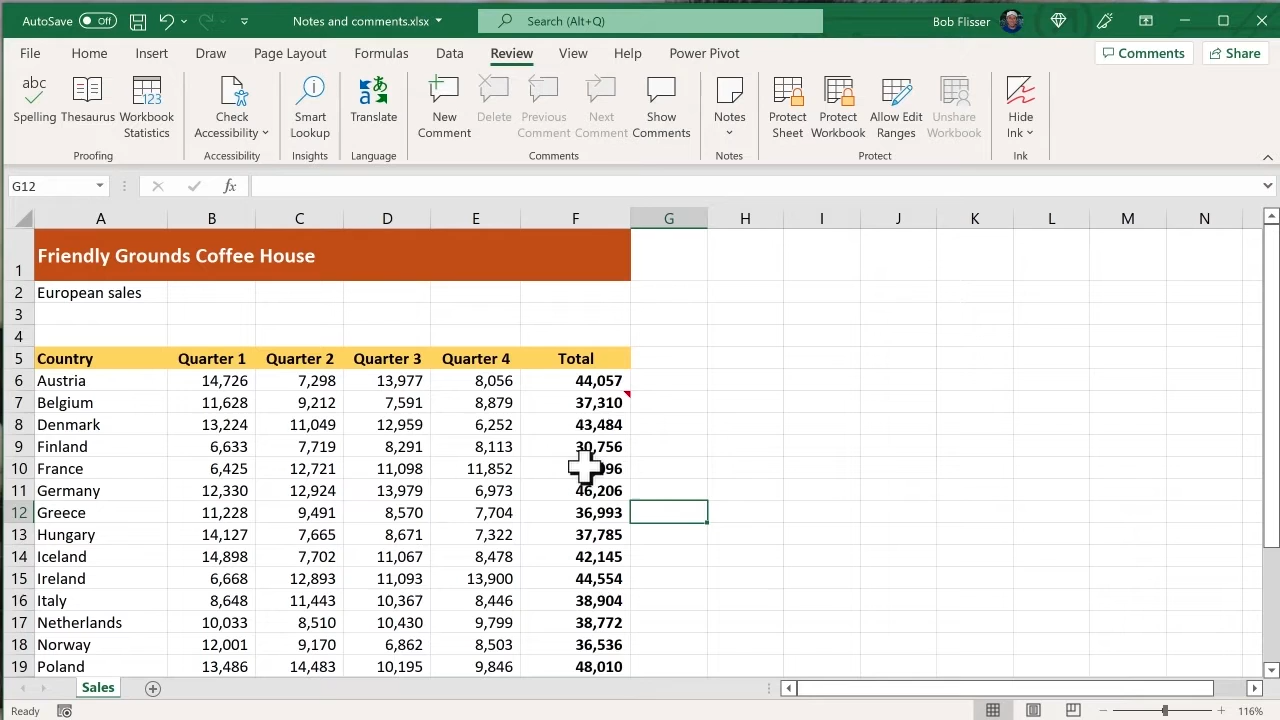 AutoSave Off Notes and comments.xlsx Search (Alt+Q) Bob Flisser
File Home Insert Draw Page Layout Formulas Data Review View Help Power Pivot Comments Share
abc
Spelling Thesaurus Workbook Statistics Check Accessibility Smart Lookup Translate New Comment Delete Previous Comment Next Comment Show Comments Notes Protect Sheet Protect Workbook Allow Edit Ranges Unshare Workbook Hide Ink
Proofing Accessibility Insights Language Comments Notes Protect Ink
G12 fx
A B C D E F G H I J K L M N
1 Friendly Grounds Coffee House
2 European sales
3
4
5 Country Quarter 1 Quarter 2 Quarter 3 Quarter 4 Total
6 Austria 14,726 7,298 13,977 8,056 44,057
7 Belgium 11,628 9,212 7,591 8,879 37,310
8 Denmark 13,224 11,049 12,959 6,252 43,484
9 Finland 6,633 7,719 8,291 8,113 30,756
10 France 6,425 12,721 11,098 11,852
11 Germany 12,330 12,924 13,979 6,973 46,206
12 Greece 11,228 9,491 8,570 7,704 36,993
13 Hungary 14,127 7,665 8,671 7,322 37,785
14 Iceland 14,898 7,702 11,067 8,478 42,145
15 Ireland 6,668 12,893 11,093 13,900 44,554
16 Italy 8,648 11,443 10,367 8,446 38,904
17 Netherlands 10,033 8,510 10,430 9,799 38,772
18 Norway 12,001 9,170 6,862 8,503 36,536
19 Poland 13,486 14,483 10,195 9,846 48,010
Sales
Ready 116%